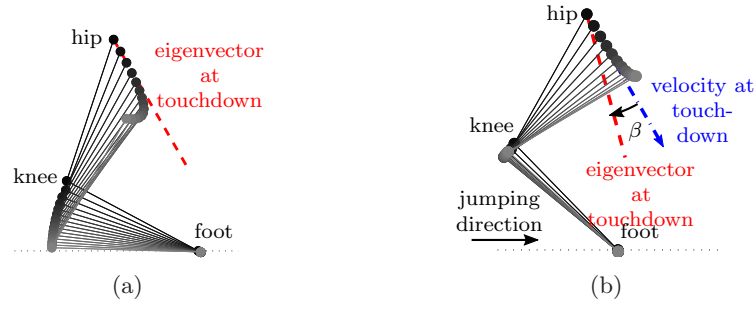 hip
eigenvector
at
touchdown
knee
foot
(a)
hip
velocity at
touch-
down
β
knee
eigenvector
at
touchdown
jumping
direction
foot
(b)